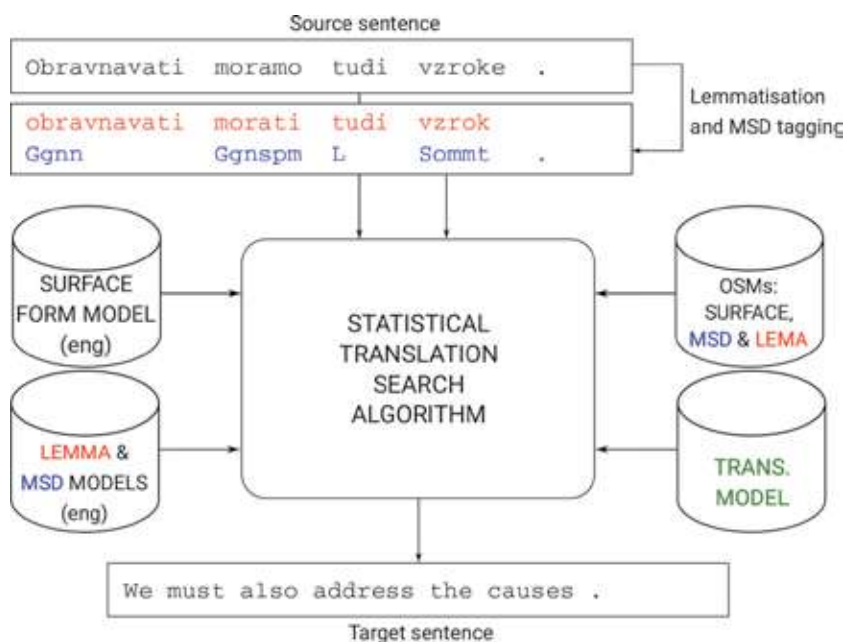 Source sentence
Obravnavati moramo tudi vzroke .
obravnavati morati tudi vzrok
Ggnn Ggnspm L Sommt .
Lemmatisation
and MSD tagging
SURFACE
FORM MODEL
(eng)
LEMMA &
MSD MODELS
(eng)
STATISTICAL
TRANSLATION
SEARCH
ALGORITHM
OSMs:
SURFACE,
MSD & LEMA
TRANS.
MODEL
We must also address the causes .
Target sentence